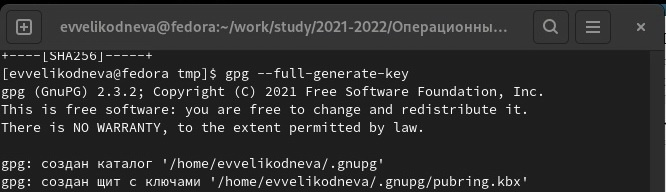 evvelikodneva@fedora:~/work/study/2021-2022/Операционны...
+----[SHA256]-----+
[evvelikodneva@fedora tmp]$ gpg --full-generate-key
gpg (GnuPG) 2.3.2; Copyright (C) 2021 Free Software Foundation, Inc.
This is free software: you are free to change and redistribute it.
There is NO WARRANTY, to the extent permitted by law.
gpg: создан каталог '/home/evvelikodneva/.gnupg'
gpg: создан щит с ключами '/home/evvelikodneva/.gnupg/pubring.kbx'